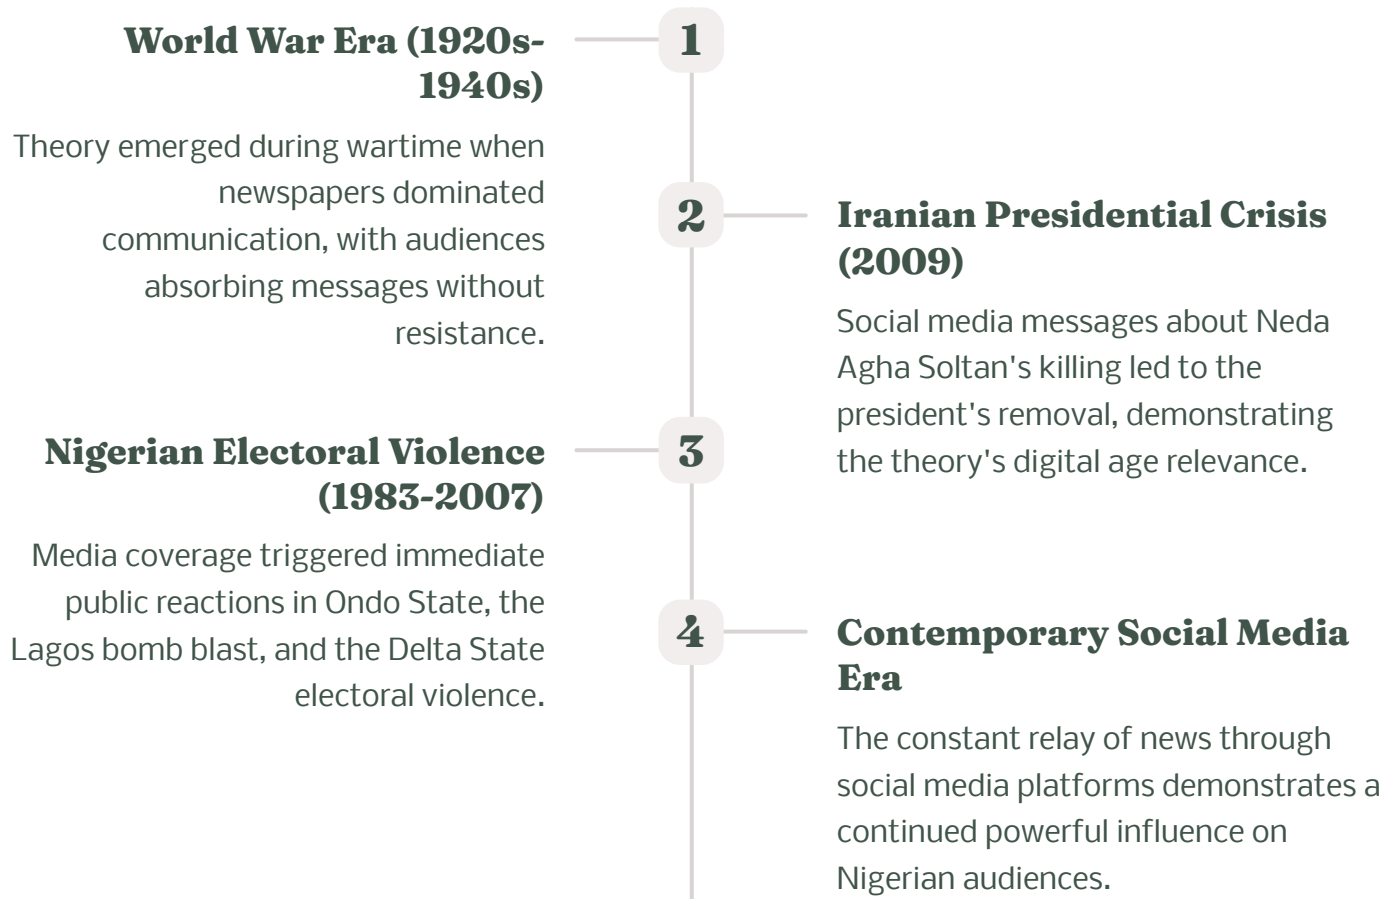 1
World War Era (1920s-
1940s)
Theory emerged during wartime when
newspapers dominated
communication, with audiences
absorbing messages without
resistance.
2
Iranian Presidential Crisis
(2009)
Social media messages about Neda
Agha Soltan's killing led to the
president's removal, demonstrating
the theory's digital age relevance.
3
Nigerian Electoral Violence
(1983-2007)
Media coverage triggered immediate
public reactions in Ondo State, the
Lagos bomb blast, and the Delta State
electoral violence.
4
Contemporary Social Media
Era
The constant relay of news through
social media platforms demonstrates a
continued powerful influence on
Nigerian audiences.